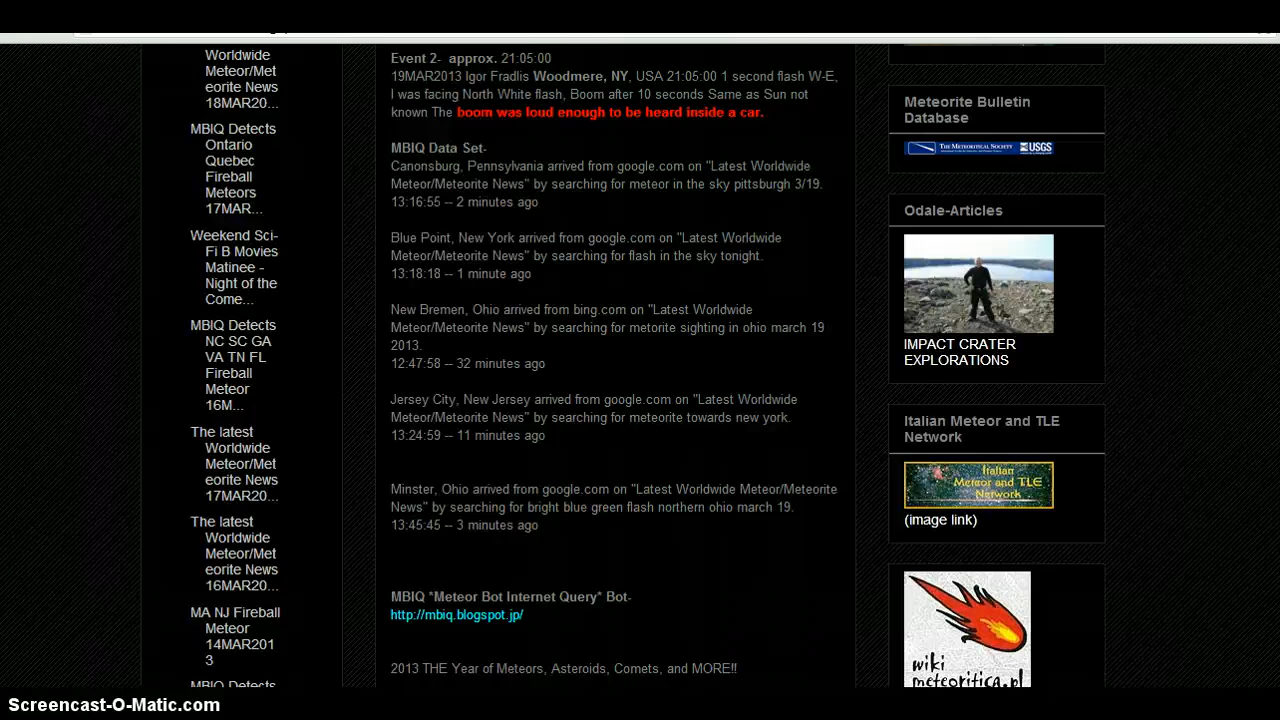 Worldwide
Meteor/Met
eorite News
18MAR20...
MBIQ Detects
Ontario
Quebec
Fireball
Meteors
17MAR...
Weekend Sci-
Fi B Movies
Matinee -
Night of the
Come...
MBIQ Detects
NC SC GA
VA TN FL
Fireball
Meteor
16M...
The latest
Worldwide
Meteor/Met
eorite News
17MAR20...
The latest
Worldwide
Meteor/Met
eorite News
16MAR20...
MA NJ Fireball
Meteor
14MAR201
3
MBIQ Detects
Event 2-  approx. 21:05:00
19MAR2013 Igor Fradlis Woodmere, NY, USA 21:05:00 1 second flash W-E,
I was facing North White flash, Boom after 10 seconds Same as Sun not
known The boom was loud enough to be heard inside a car.
MBIQ Data Set-
Canonsburg, Pennsylvania arrived from google.com on "Latest Worldwide
Meteor/Meteorite News" by searching for meteor in the sky pittsburgh 3/19.
13:16:55 -- 2 minutes ago
Blue Point, New York arrived from google.com on "Latest Worldwide
Meteor/Meteorite News" by searching for flash in the sky tonight.
13:18:18 -- 1 minute ago
New Bremen, Ohio arrived from bing.com on "Latest Worldwide
Meteor/Meteorite News" by searching for metorite sighting in ohio march 19
2013.
12:47:58 -- 32 minutes ago
Jersey City, New Jersey arrived from google.com on "Latest Worldwide
Meteor/Meteorite News" by searching for meteorite towards new york.
13:24:59 -- 11 minutes ago
Minster, Ohio arrived from google.com on "Latest Worldwide Meteor/Meteorite
News" by searching for bright blue green flash northern ohio march 19.
13:45:45 -- 3 minutes ago
MBIQ *Meteor Bot Internet Query* Bot-
http://mbiq.blogspot.jp/
2013 THE Year of Meteors, Asteroids, Comets, and MORE!!
Meteorite Bulletin
Database
THE METEORITICAL SOCIETY USGS
Odale-Articles
IMPACT CRATER
EXPLORATIONS
Italian Meteor and TLE
Network
Italian
Meteor and TLE
Network
(image link)
wiki
meteoritica.pl
Screencast-O-Matic.com